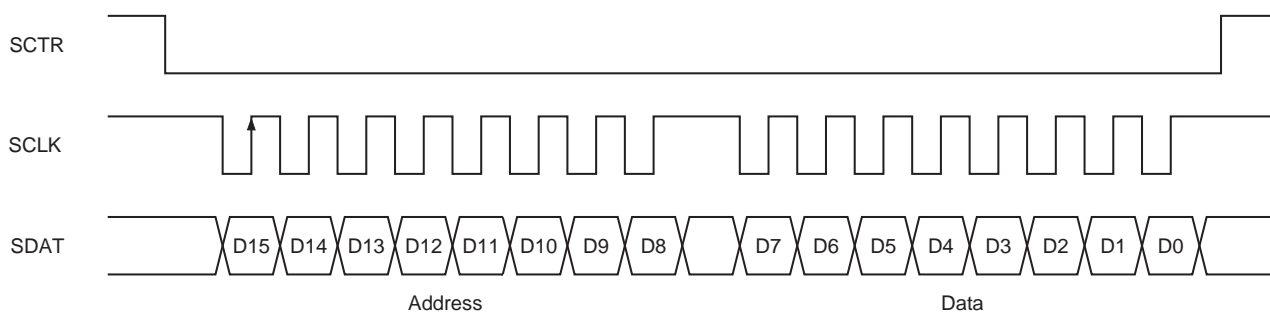 SCTR
SCLK
SDAT D15 D14 D13 D12 D11 D10 D9 D8 D7 D6 D5 D4 D3 D2 D1 D0
Address Data